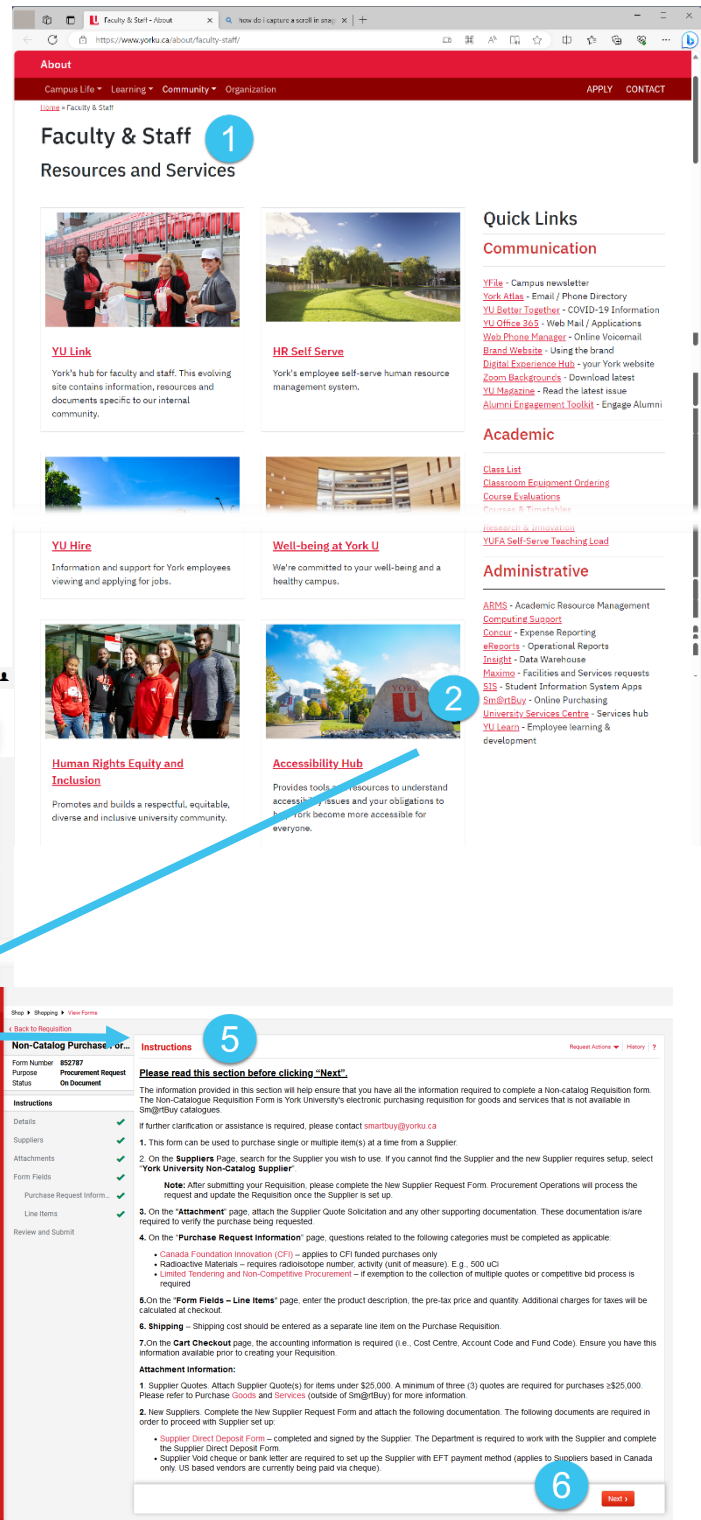 Faculty & Staff - About
how do i capture a scroll in snag
https://www.yorku.ca/about/faculty-staff/
About
Campus Life Learning Community Organization APPLY CONTACT
Home » Faculty & Staff
Faculty & Staff
1
Resources and Services
YU Link
York's hub for faculty and staff. This evolving
site contains information, resources and
documents specific to our internal
community.
HR Self Serve
York's employee self-serve human resource
management system.
YU Hire
Information and support for York employees
viewing and applying for jobs.
Well-being at York U
We're committed to your well-being and a
healthy campus.
YORK
U
2
Human Rights Equity and
Inclusion
Promotes and builds a respectful, equitable,
diverse and inclusive university community.
Accessibility Hub
Provides tools and resources to understand
accessibility issues and your obligations to
help York become more accessible for
everyone.
Quick Links
Communication
YFile - Campus newsletter
York Atlas - Email / Phone Directory
YU Better Together - COVID-19 Information
YU Office 365 - Web Mail / Applications
Web Phone Manager - Online Voicemail
Brand Website - Using the brand
Digital Experience Hub - your York website
Zoom Backgrounds - Download latest
YU Magazine - Read the latest issue
Alumni Engagement Toolkit - Engage Alumni
Academic
Class List
Classroom Equipment Ordering
Course Evaluations
Courses & Timetables
Research & Innovation
YUFA Self-Serve Teaching Load
Administrative
ARMS - Academic Resource Management
Computing Support
Concur - Expense Reporting
eReports - Operational Reports
Insight - Data Warehouse
Maximo - Facilities and Services requests
SIS - Student Information System Apps
Sm@rtBuy - Online Purchasing
University Services Centre - Services hub
YU Learn - Employee learning &
development
Shop Shopping View Forms
Back to Requisition
Non-Catalog Purchase For...
Form Number 852787
Purpose Procurement Request
Status On Document
Instructions
Details
Suppliers
Attachments
Form Fields
Purchase Request Inform...
Line Items
Review and Submit
Instructions
5
Request Actions History ?
Please read this section before clicking “Next”.
The information provided in this section will help ensure that you have all the information required to complete a Non-catalog Requisition form.
The Non-Catalogue Requisition Form is York University's electronic purchasing requisition for goods and services that is not available in
Sm@rtBuy catalogues.
If further clarification or assistance is required, please contact smartbuy@yorku.ca
1. This form can be used to purchase single or multiple item(s) at a time from a Supplier.
2. On the Suppliers Page, search for the Supplier you wish to use. If you cannot find the Supplier and the new Supplier requires setup, select
"York University Non-Catalog Supplier".
Note: After submitting your Requisition, please complete the New Supplier Request Form. Procurement Operations will process the
request and update the Requisition once the Supplier is set up.
3. On the "Attachment" page, attach the Supplier Quote Solicitation and any other supporting documentation. These documentation is/are
required to verify the purchase being requested.
4. On the "Purchase Request Information" page, questions related to the following categories must be completed as applicable:
• Canada Foundation Innovation (CFI) – applies to CFI funded purchases only
• Radioactive Materials – requires radioisotope number, activity (unit of measure). E.g., 500 uCi
• Limited Tendering and Non-Competitive Procurement – if exemption to the collection of multiple quotes or competitive bid process is
required
5.On the "Form Fields – Line Items" page, enter the product description, the pre-tax price and quantity. Additional charges for taxes will be
calculated at checkout.
6. Shipping – Shipping cost should be entered as a separate line item on the Purchase Requisition.
7.On the Cart Checkout page, the accounting information is required (i.e., Cost Centre, Account Code and Fund Code). Ensure you have this
information available prior to creating your Requisition.
Attachment Information:
1. Supplier Quotes. Attach Supplier Quote(s) for items under $25,000. A minimum of three (3) quotes are required for purchases ≥$25,000.
Please refer to Purchase Goods and Services (outside of Sm@rtBuy) for more information.
2. New Suppliers. Complete the New Supplier Request Form and attach the following documentation. The following documents are required in
order to proceed with Supplier set up:
• Supplier Direct Deposit Form – completed and signed by the Supplier. The Department is required to work with the Supplier and complete
the Supplier Direct Deposit Form.
• Supplier Void cheque or bank letter are required to set up the Supplier with EFT payment method (applies to Suppliers based in Canada
only. US based vendors are currently being paid via cheque).
6
Next ›